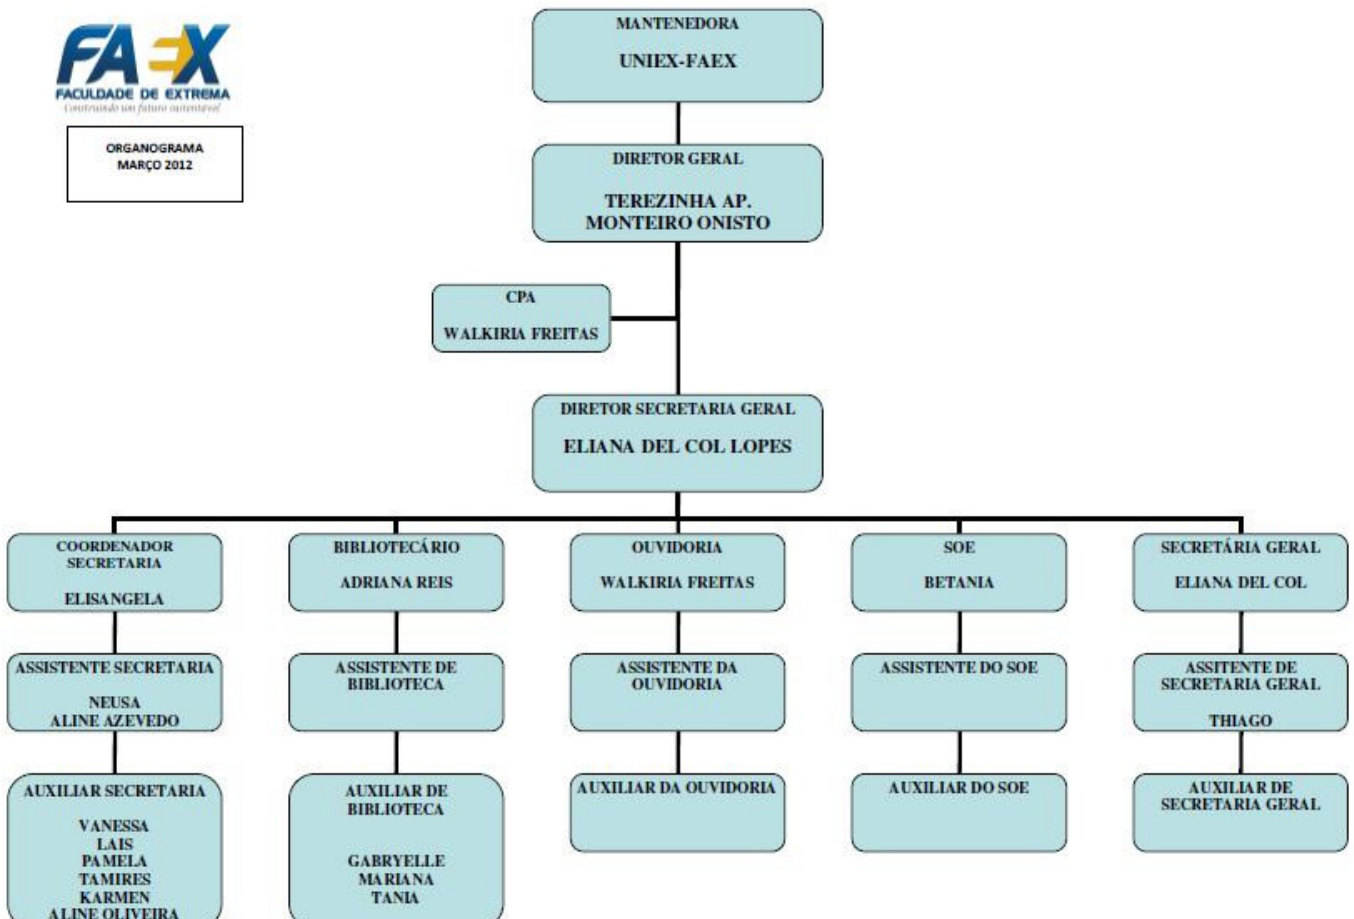 FAEX
FACULDADE DE EXTREMA
Construindo um futuro sustentável
ORGANOGRAMA
MARÇO 2012
MANTENEDORA
UNIEX-FAEX
DIRETOR GERAL
TEREZINHA AP.
MONTEIRO ONISTO
CPA
WALKIRIA FREITAS
DIRETOR SECRETARIA GERAL
ELIANA DEL COL LOPES
COORDENADOR
SECRETARIA
ELISANGELA
BIBLIOTECÁRIO
ADRIANA REIS
OUVIDORIA
WALKIRIA FREITAS
SOE
BETANIA
SECRETÁRIA GERAL
ELIANA DEL COL
ASSISTENTE SECRETARIA
NEUSA
ALINE AZEVEDO
ASSISTENTE DE
BIBLIOTECA
ASSISTENTE DA
OUVIDORIA
ASSISTENTE DO SOE
ASSITENTE DE
SECRETARIA GERAL
THIAGO
AUXILIAR SECRETARIA
VANESSA
LAIS
PAMELA
TAMIRES
KARMEN
ALINE OLIVEIRA
AUXILIAR DE
BIBLIOTECA
GABRYELLE
MARIANA
TANIA
AUXILIAR DA OUVIDORIA
AUXILIAR DO SOE
AUXILIAR DE
SECRETARIA GERAL